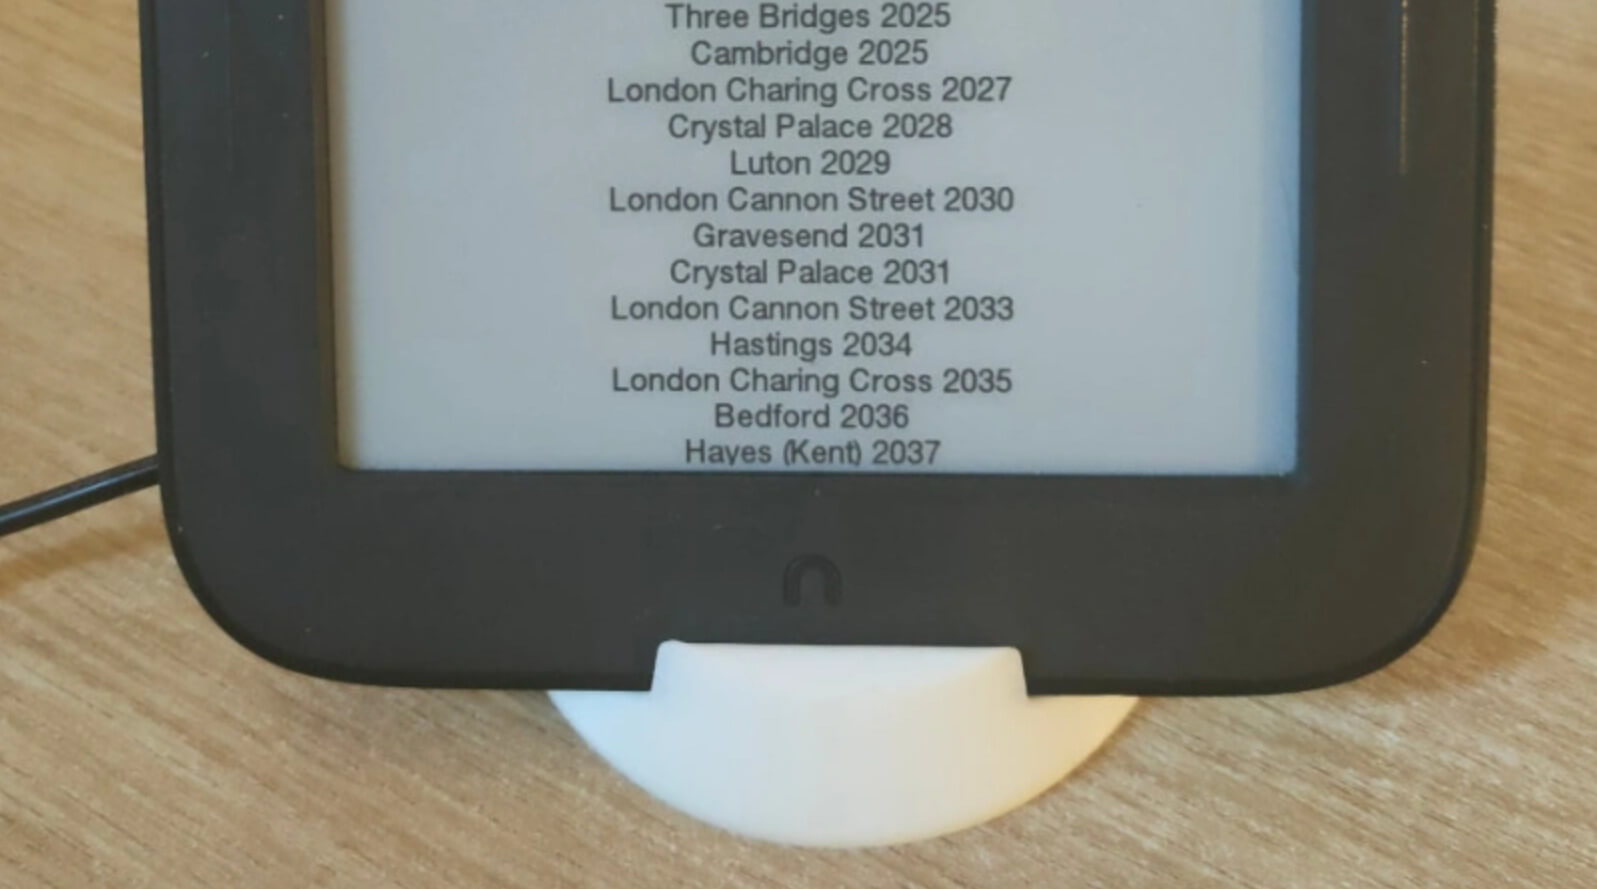 Three Bridges 2025
Cambridge 2025
London Charing Cross 2027
Crystal Palace 2028
Luton 2029
London Cannon Street 2030
Gravesend 2031
Crystal Palace 2031
London Cannon Street 2033
Hastings 2034
London Charing Cross 2035
Bedford 2036
Hayes (Kent) 2037
n